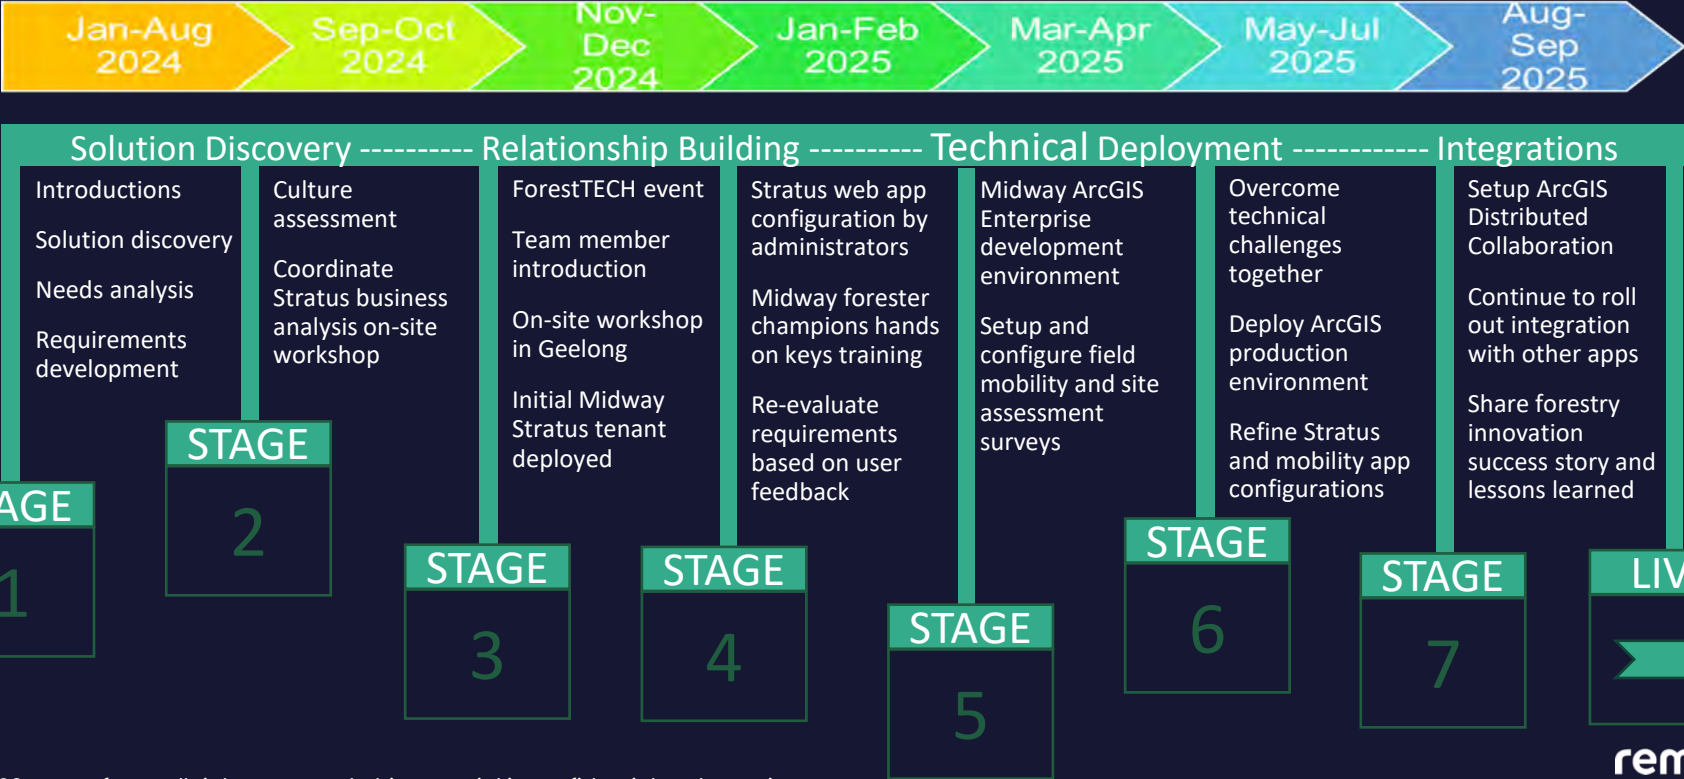 Jan-Aug
2024
Sep-Oct
2024
Nov-
Dec
2024
Jan-Feb
2025
Mar-Apr
2025
May-Jul
2025
Aug-
Sep
2025
Solution Discovery ---------- Relationship Building ---------- Technical Deployment ------------ Integrations
Introductions
Solution discovery
Needs analysis
Requirements
development
Culture
assessment
Coordinate
Stratus business
analysis on-site
workshop
ForestTECH event
Team member
introduction
On-site workshop
in Geelong
Initial Midway
Stratus tenant
deployed
Stratus web app
configuration by
administrators
Midway forester
champions hands
on keys training
Re-evaluate
requirements
based on user
feedback
Midway ArcGIS
Enterprise
development
environment
Setup and
configure field
mobility and site
assessment
surveys
Overcome
technical
challenges
together
Deploy ArcGIS
production
environment
Refine Stratus
and mobility app
configurations
Setup ArcGIS
Distributed
Collaboration
Continue to roll
out integration
with other apps
Share forestry
innovation
success story and
lessons learned
AGE
1
STAGE
2
STAGE
3
STAGE
4
STAGE
5
STAGE
6
STAGE
7
LIV
rem